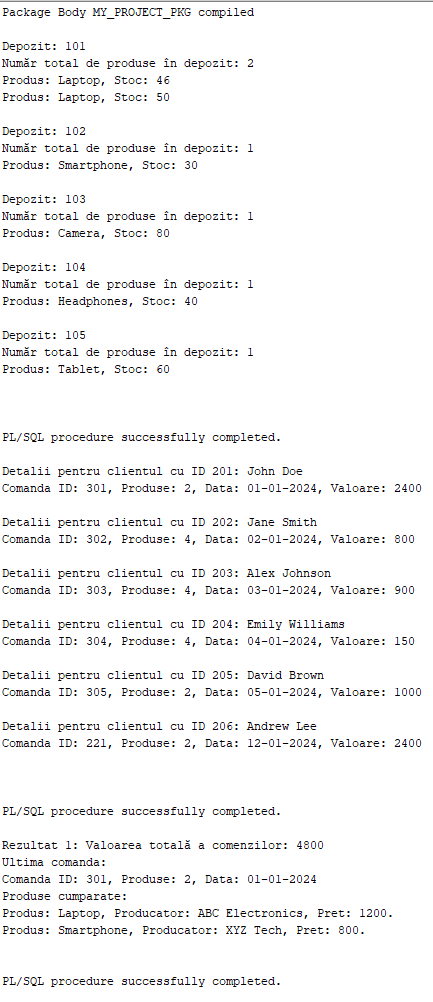 Package Body MY_PROJECT_PKG compiled
Depozit: 101
Număr total de produse în depozit: 2
Produs: Laptop, Stoc: 46
Produs: Laptop, Stoc: 50
Depozit: 102
Număr total de produse în depozit: 1
Produs: Smartphone, Stoc: 30
Depozit: 103
Număr total de produse în depozit: 1
Produs: Camera, Stoc: 80
Depozit: 104
Număr total de produse în depozit: 1
Produs: Headphones, Stoc: 40
Depozit: 105
Număr total de produse în depozit: 1
Produs: Tablet, Stoc: 60
PL/SQL procedure successfully completed.
Detalii pentru clientul cu ID 201: John Doe
Comanda ID: 301, Produse: 2, Data: 01-01-2024, Valoare: 2400
Detalii pentru clientul cu ID 202: Jane Smith
Comanda ID: 302, Produse: 4, Data: 02-01-2024, Valoare: 800
Detalii pentru clientul cu ID 203: Alex Johnson
Comanda ID: 303, Produse: 4, Data: 03-01-2024, Valoare: 900
Detalii pentru clientul cu ID 204: Emily Williams
Comanda ID: 304, Produse: 4, Data: 04-01-2024, Valoare: 150
Detalii pentru clientul cu ID 205: David Brown
Comanda ID: 305, Produse: 2, Data: 05-01-2024, Valoare: 1000
Detalii pentru clientul cu ID 206: Andrew Lee
Comanda ID: 221, Produse: 2, Data: 12-01-2024, Valoare: 2400
PL/SQL procedure successfully completed.
Rezultat 1: Valoarea totală a comenzilor: 4800
Ultima comanda:
Comanda ID: 301, Produse: 2, Data: 01-01-2024
Produse cumparate:
Produs: Laptop, Producator: ABC Electronics, Pret: 1200.
Produs: Smartphone, Producator: XYZ Tech, Pret: 800.
PL/SQL procedure successfully completed.